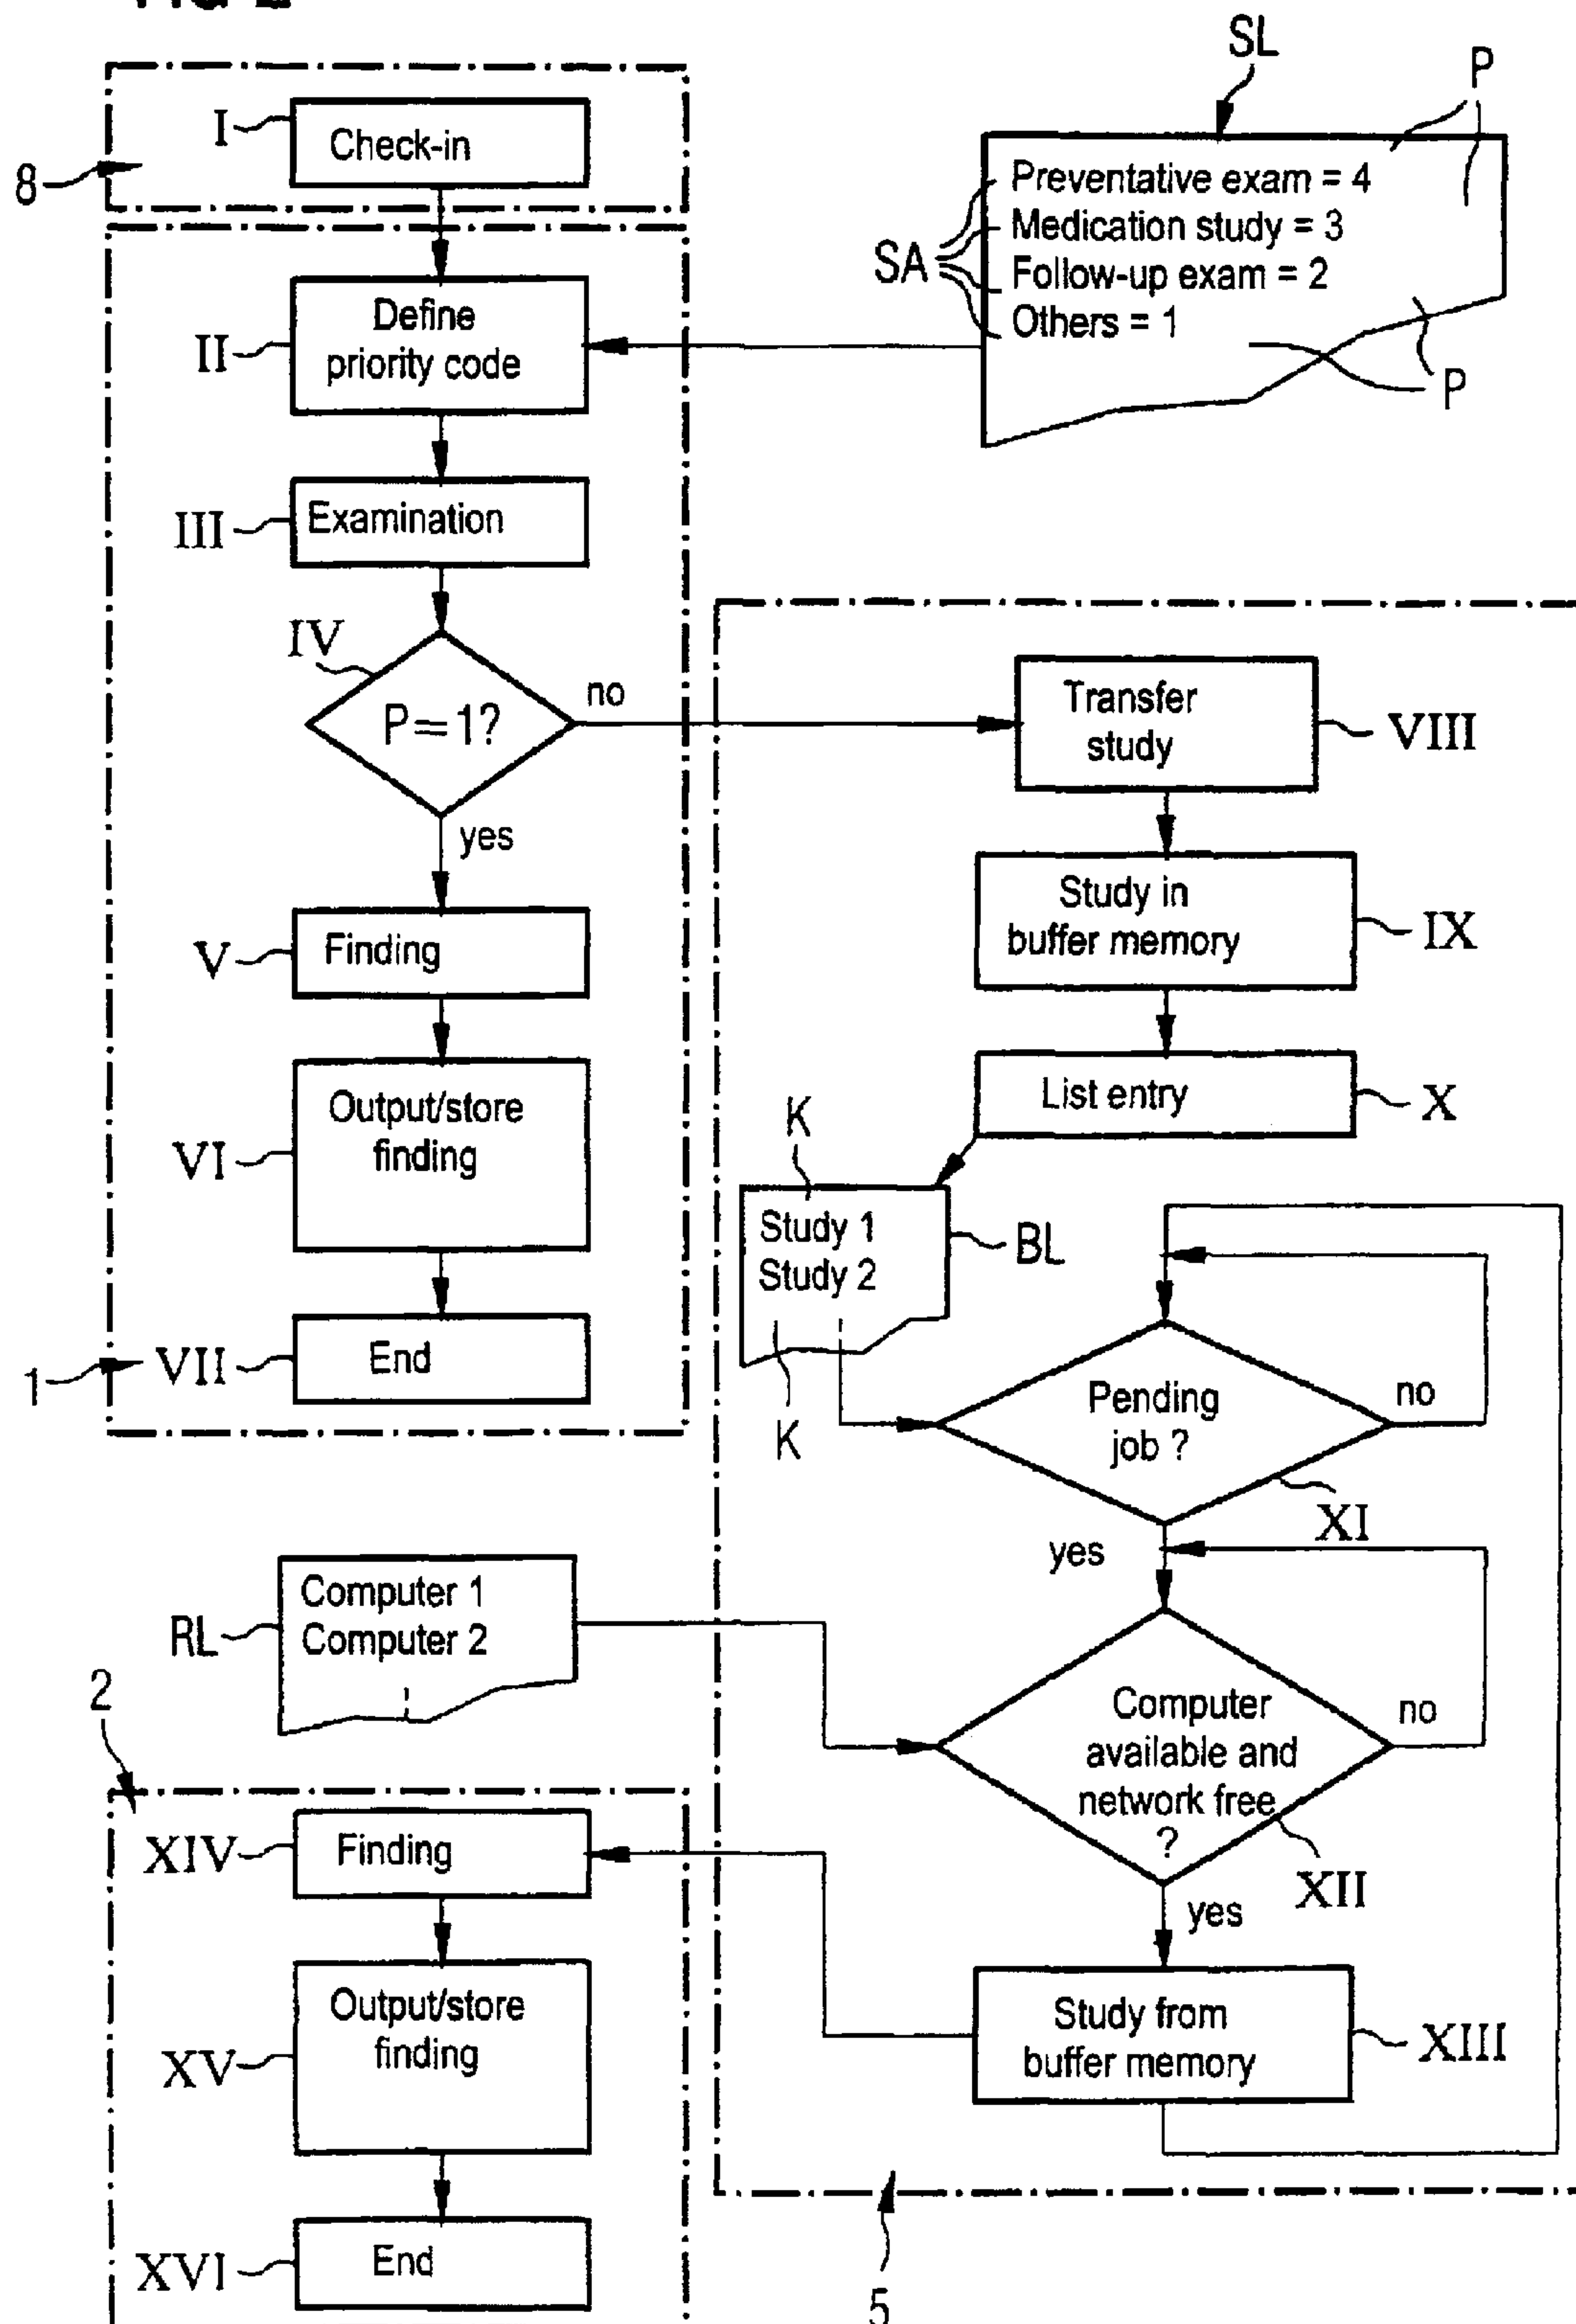 SL
P
I
Check-in
8
Preventative exam = 4
Medication study = 3
Follow-up exam = 2
Others = 1
SA
P
II
Define
priority code
III
Examination
IV
P=1?
no
yes
Transfer
study
VIII
Study in
buffer memory
IX
V
Finding
List entry
X
VI
Output/store
finding
K
Study 1
Study 2
BL
K
VII
End
1
Pending
job ?
no
XI
yes
RL
Computer 1
Computer 2
Computer
available and
network free
?
no
XII
yes
2
XIV
Finding
Study from
buffer memory
XIII
XV
Output/store
finding
XVI
End
5